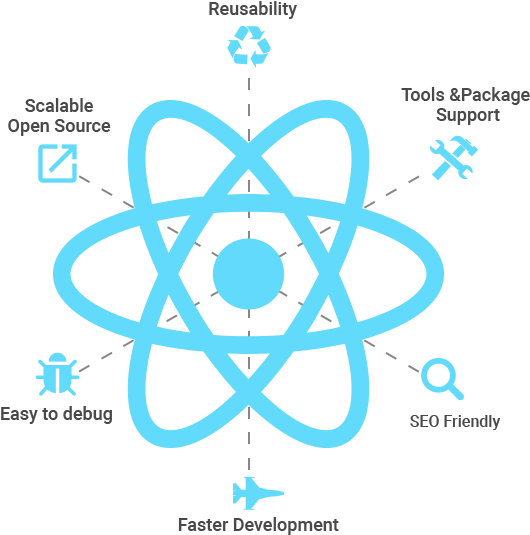 Reusability
Scalable
Open Source
Tools &Package
Support
Easy to debug
SEO Friendly
Faster Development